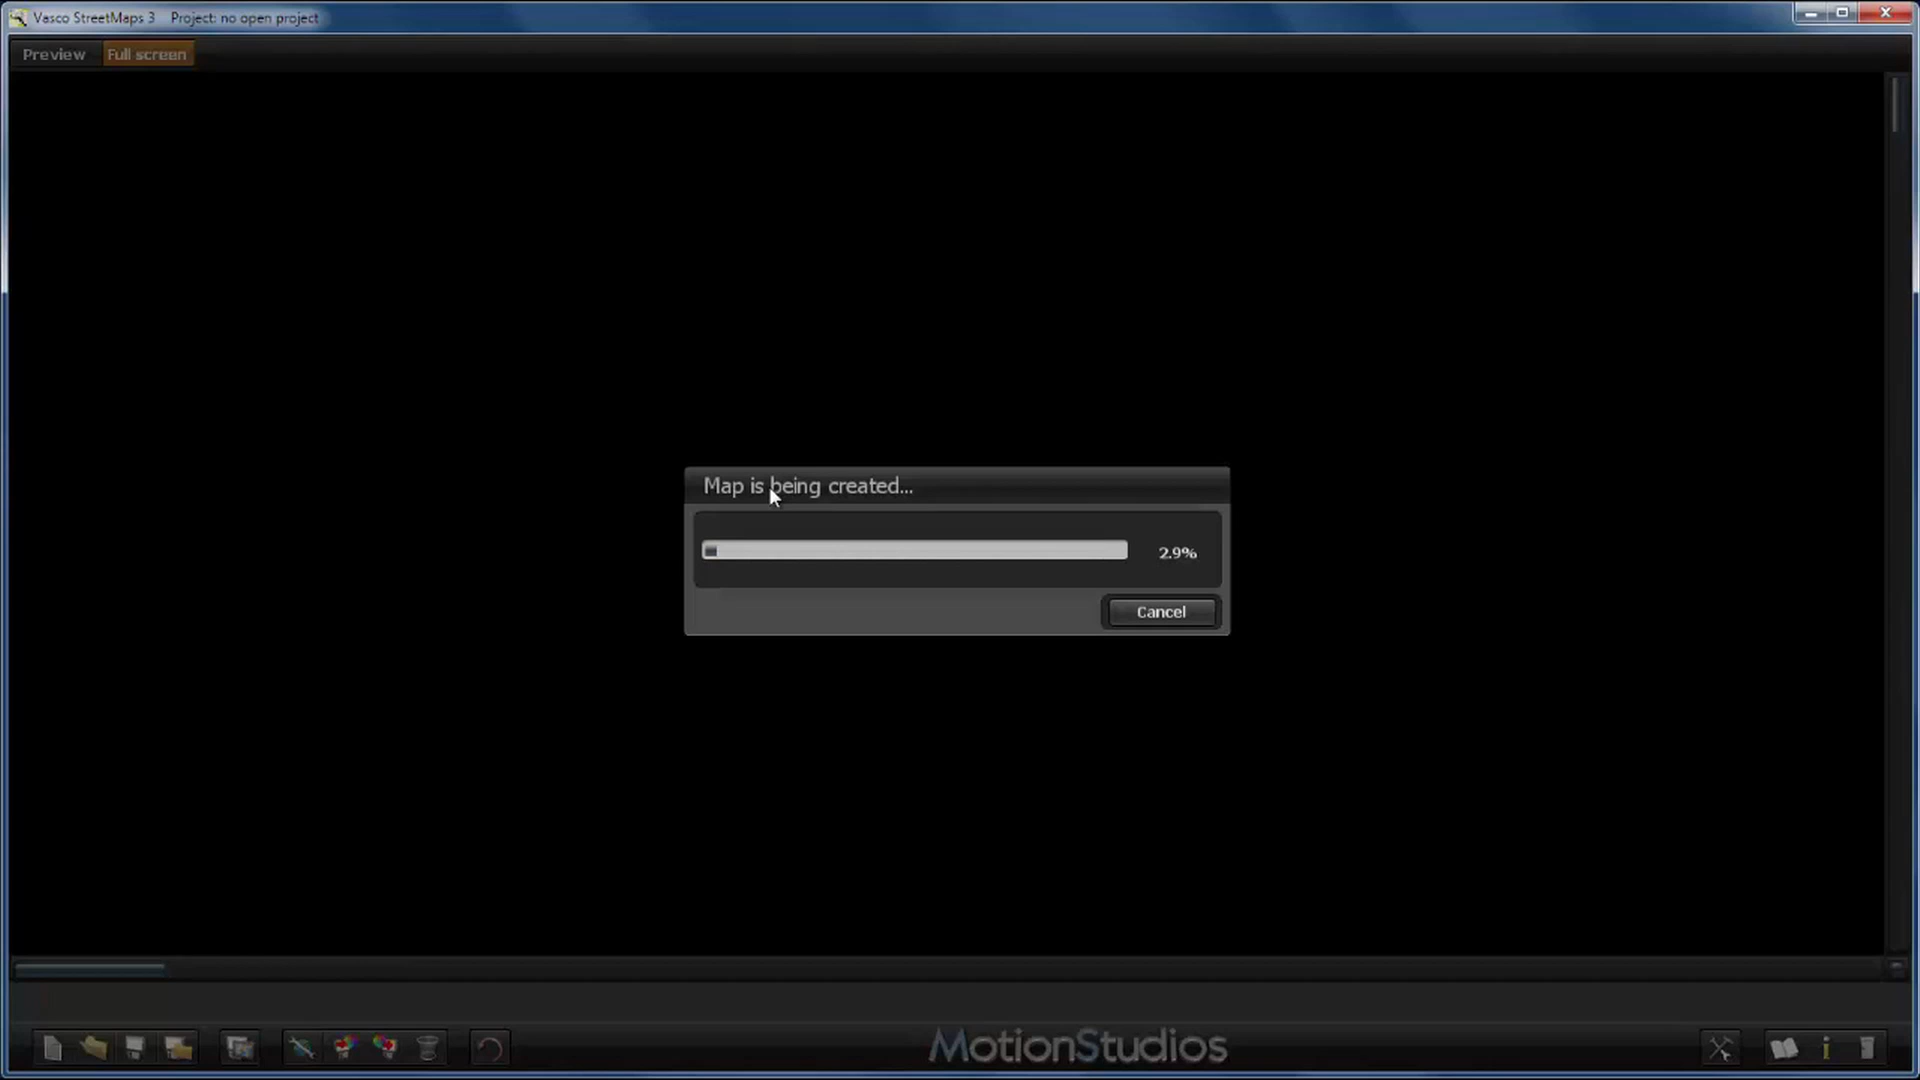 Vasco StreetMaps 3 Project: no open project
Preview Full screen
Map is being created...
2.9%
Cancel
MotionStudios